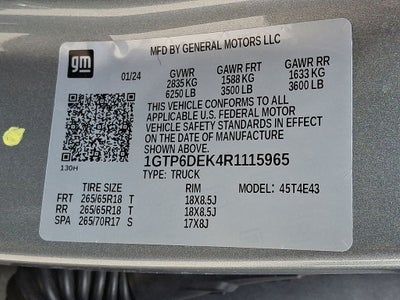 gm
MFD BY GENERAL MOTORS LLC
01/24 GVWR GAWR FRT GAWR RR
2835 KG 1588 KG 1633 KG
6250 LB 3500 LB 3600 LB
THIS VEHICLE CONFORMS TO ALL
APPLICABLE U.S. FEDERAL MOTOR
VEHICLE SAFETY STANDARDS IN EFFECT
ON THE DATE OF MANUFACTURE
SHOWN ABOVE.
1GTP6DEK4R1115965
130H TYPE: TRUCK
TIRE SIZE RIM MODEL: 45T4E43
FRT 265/65R18 T 18X8.5J
RR 265/65R18 T 18X8.5J
SPA 265/70R17 S 17X8J